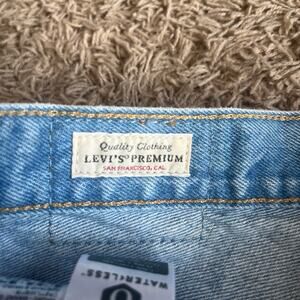 Quality Clothing
LEVI'S® PREMIUM
SAN FRANCISCO, CAL.
WATER<LESS